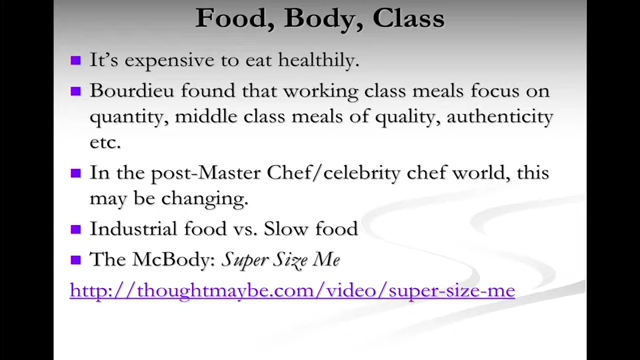 Food, Body, Class
It's expensive to eat healthily.
Bourdieu found that working class meals focus on
quantity, middle class meals of quality, authenticity
etc.
In the post-Master Chef/celebrity chef world, this
may be changing.
Industrial food vs. Slow food
The McBody: Super Size Me
http://thoughtmaybe.com/video/super-size-me